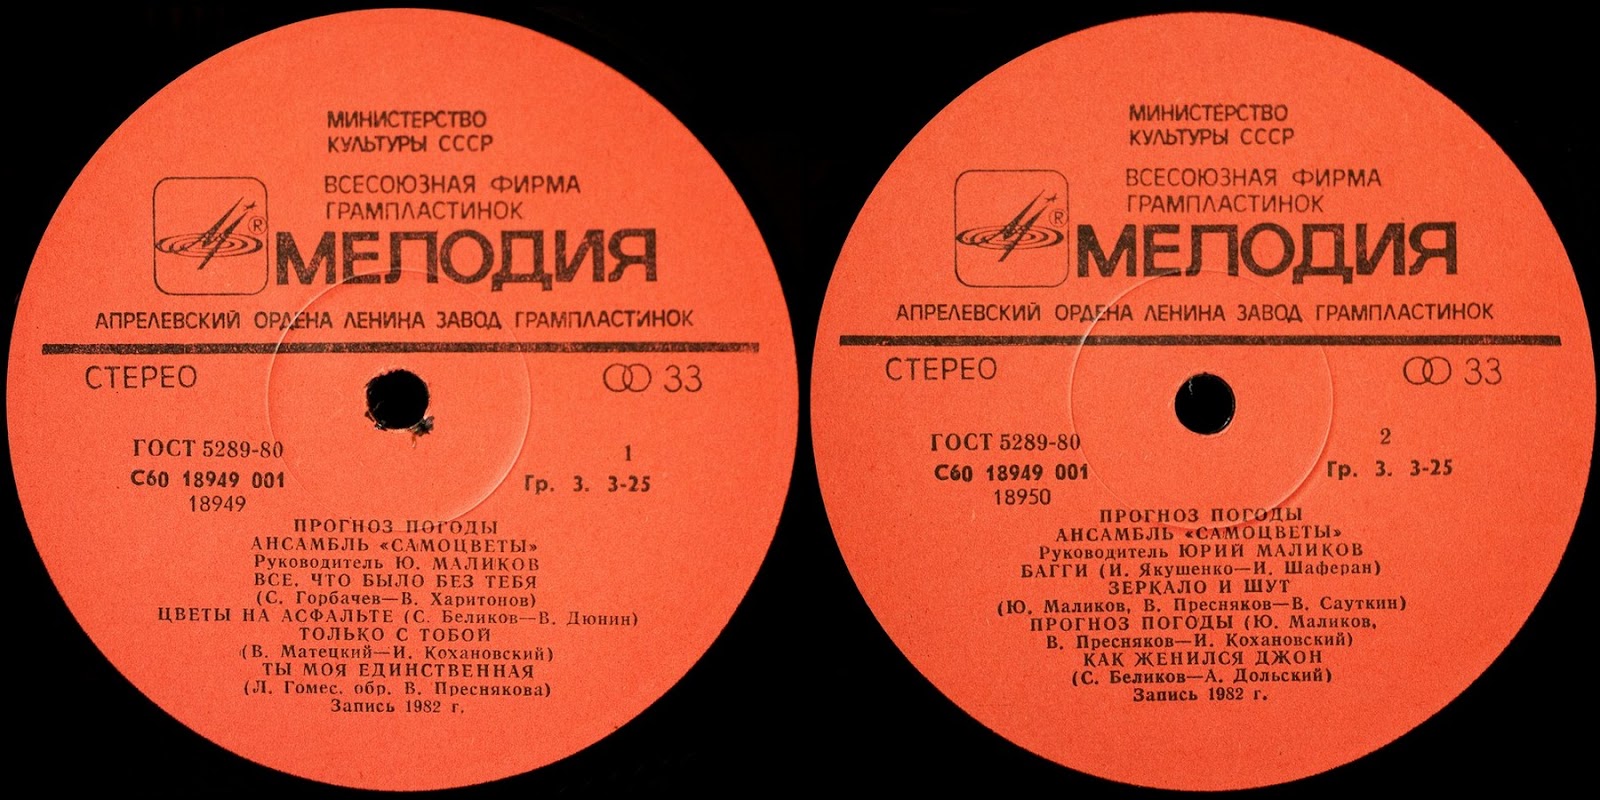 МИНИСТЕРСТВО
КУЛЬТУРЫ СССР
ВСЕСОЮЗНАЯ ФИРМА
ГРАМПЛАСТИНОК
®
МЕЛОДИЯ
АПРЕЛЕВСКИЙ ОРДЕНА ЛЕНИНА ЗАВОД ГРАМПЛАСТИНОК
СТЕРЕО
33
ГОСТ 5289-80
1
С60 18949 001
Гр. 3. 3-25
18949
ПРОГНОЗ ПОГОДЫ
АНСАМБЛЬ «САМОЦВЕТЫ»
Руководитель Ю. МАЛИКОВ
ВСЕ, ЧТО БЫЛО БЕЗ ТЕБЯ
(С. Горбачев—В. Харитонов)
ЦВЕТЫ НА АСФАЛЬТЕ (С. Беликов—В. Дюнин)
ТОЛЬКО С ТОБОЙ
(В. Матецкий—И. Кохановский)
ТЫ МОЯ ЕДИНСТВЕННАЯ
(Л. Гомес. обр. В. Преснякова)
Запись 1982 г.
МИНИСТЕРСТВО
КУЛЬТУРЫ СССР
ВСЕСОЮЗНАЯ ФИРМА
ГРАМПЛАСТИНОК
®
МЕЛОДИЯ
АПРЕЛЕВСКИЙ ОРДЕНА ЛЕНИНА ЗАВОД ГРАМПЛАСТИНОК
СТЕРЕО
33
ГОСТ 5289-80
2
С60 18949 001
Гр. 3. 3-25
18950
ПРОГНОЗ ПОГОДЫ
АНСАМБЛЬ «САМОЦВЕТЫ»
Руководитель ЮРИЙ МАЛИКОВ
БАГГИ (И. Якушенко—И. Шаферан)
ЗЕРКАЛО И ШУТ
(Ю. Маликов, В. Пресняков—В. Сауткин)
ПРОГНОЗ ПОГОДЫ (Ю. Маликов,
В. Пресняков—И. Кохановский)
КАК ЖЕНИЛСЯ ДЖОН
(С. Беликов—А. Дольский)
Запись 1982 г.